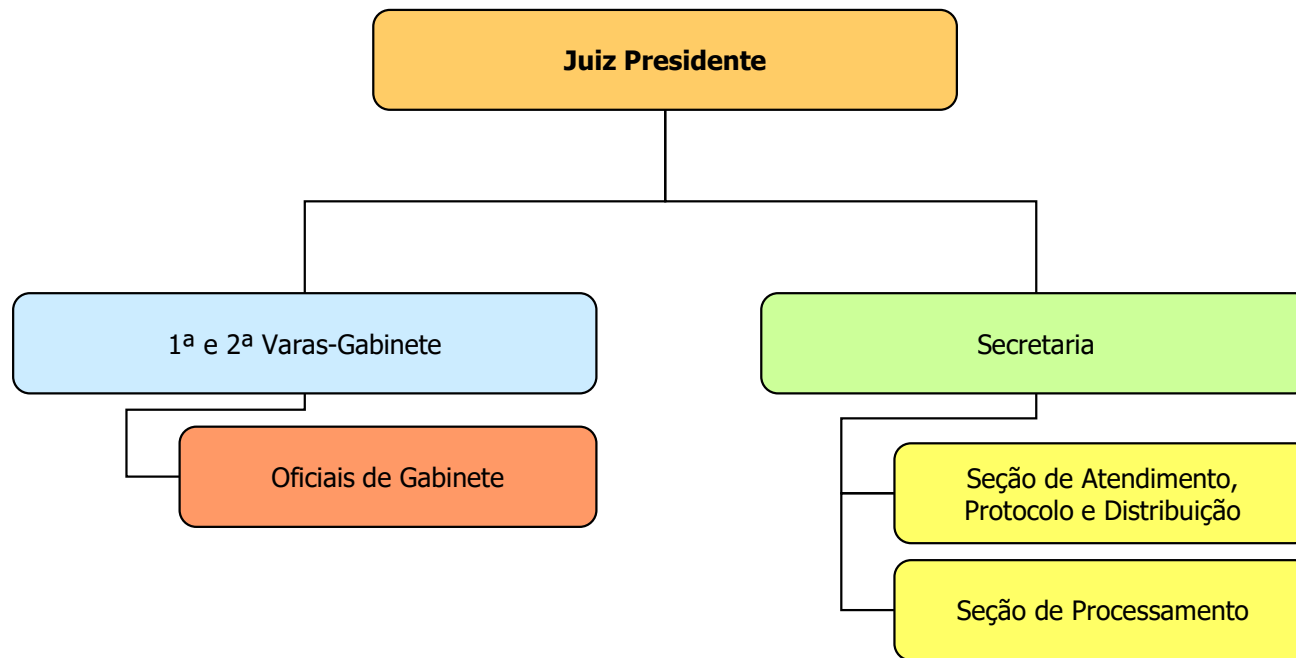 Juiz Presidente
1ª e 2ª Varas-Gabinete
Secretaria
Oficiais de Gabinete
Seção de Atendimento,
Protocolo e Distribuição
Seção de Processamento